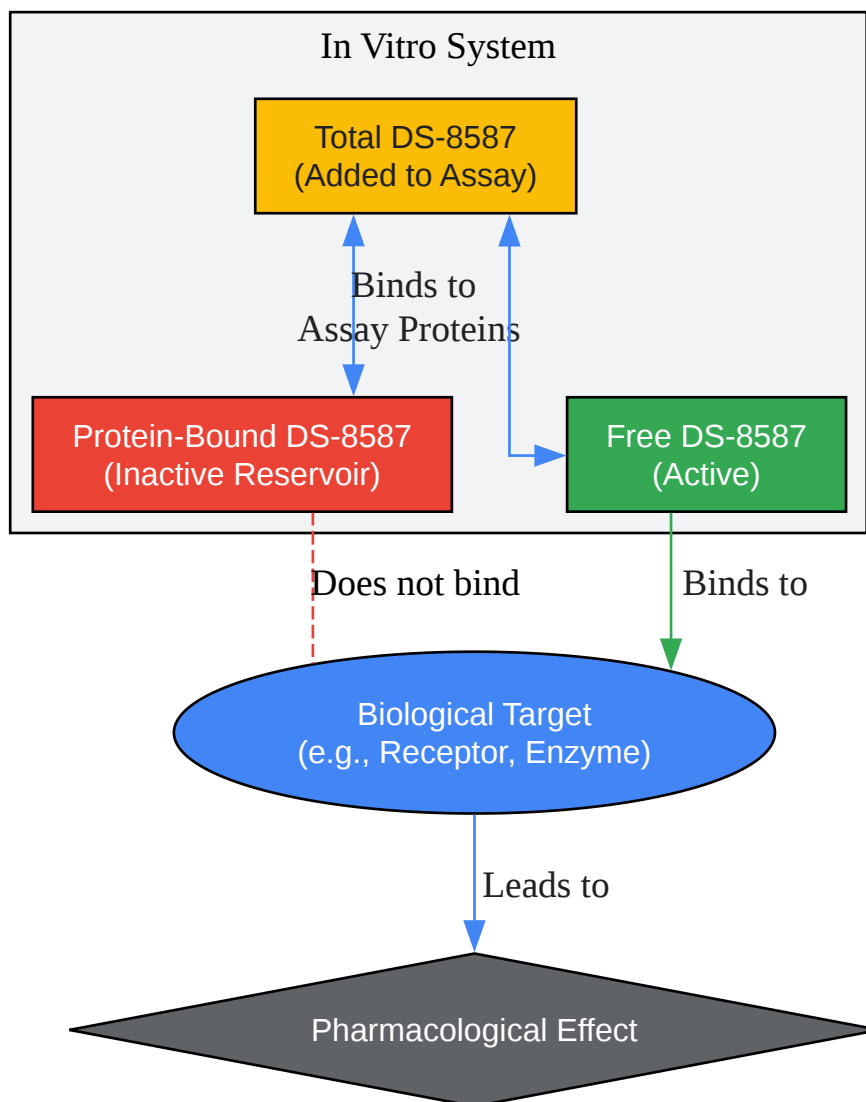 In Vitro System
Total DS-8587
(Added to Assay)
Binds to
Assay Proteins
Protein-Bound DS-8587
(Inactive Reservoir)
Free DS-8587
(Active)
Does not bind
Binds to
Biological Target
(e.g., Receptor, Enzyme)
Leads to
Pharmacological Effect